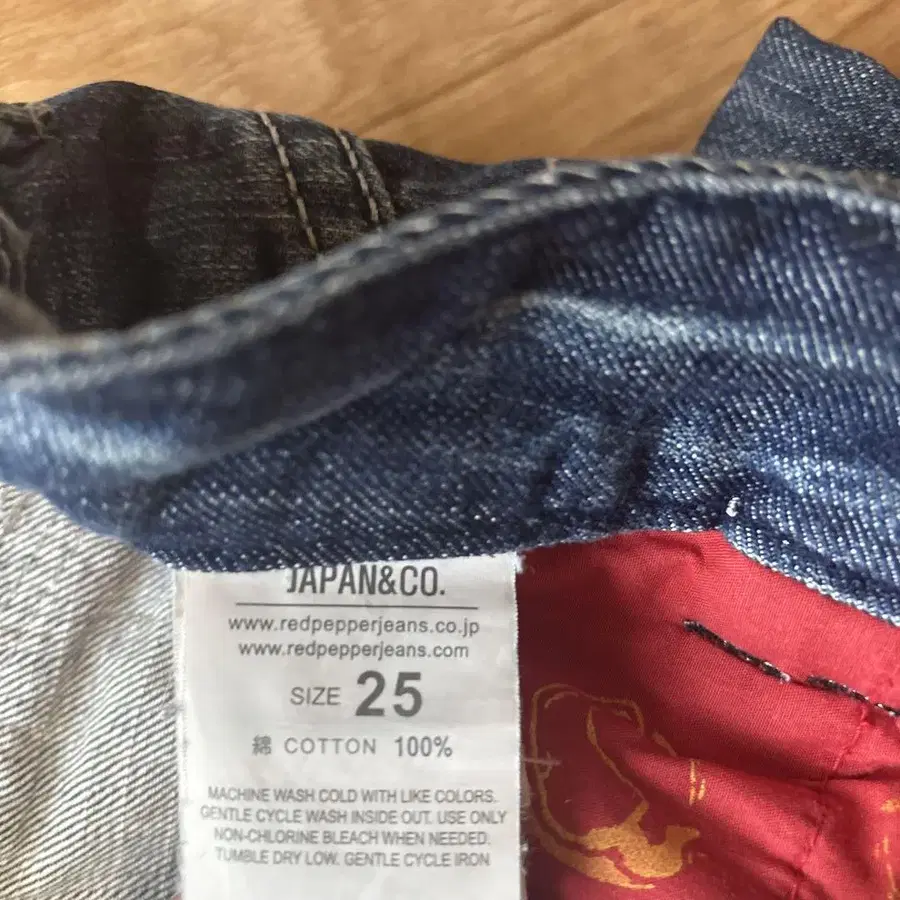 JAPAN&CO.
www.redpepperjeans.co.jp
www.redpepperjeans.com
SIZE 25
綿 COTTON 100%
MACHINE WASH COLD WITH LIKE COLORS.
GENTLE CYCLE WASH INSIDE OUT. USE ONLY
NON-CHLORINE BLEACH WHEN NEEDED.
TUMBLE DRY LOW. GENTLE CYCLE IRON